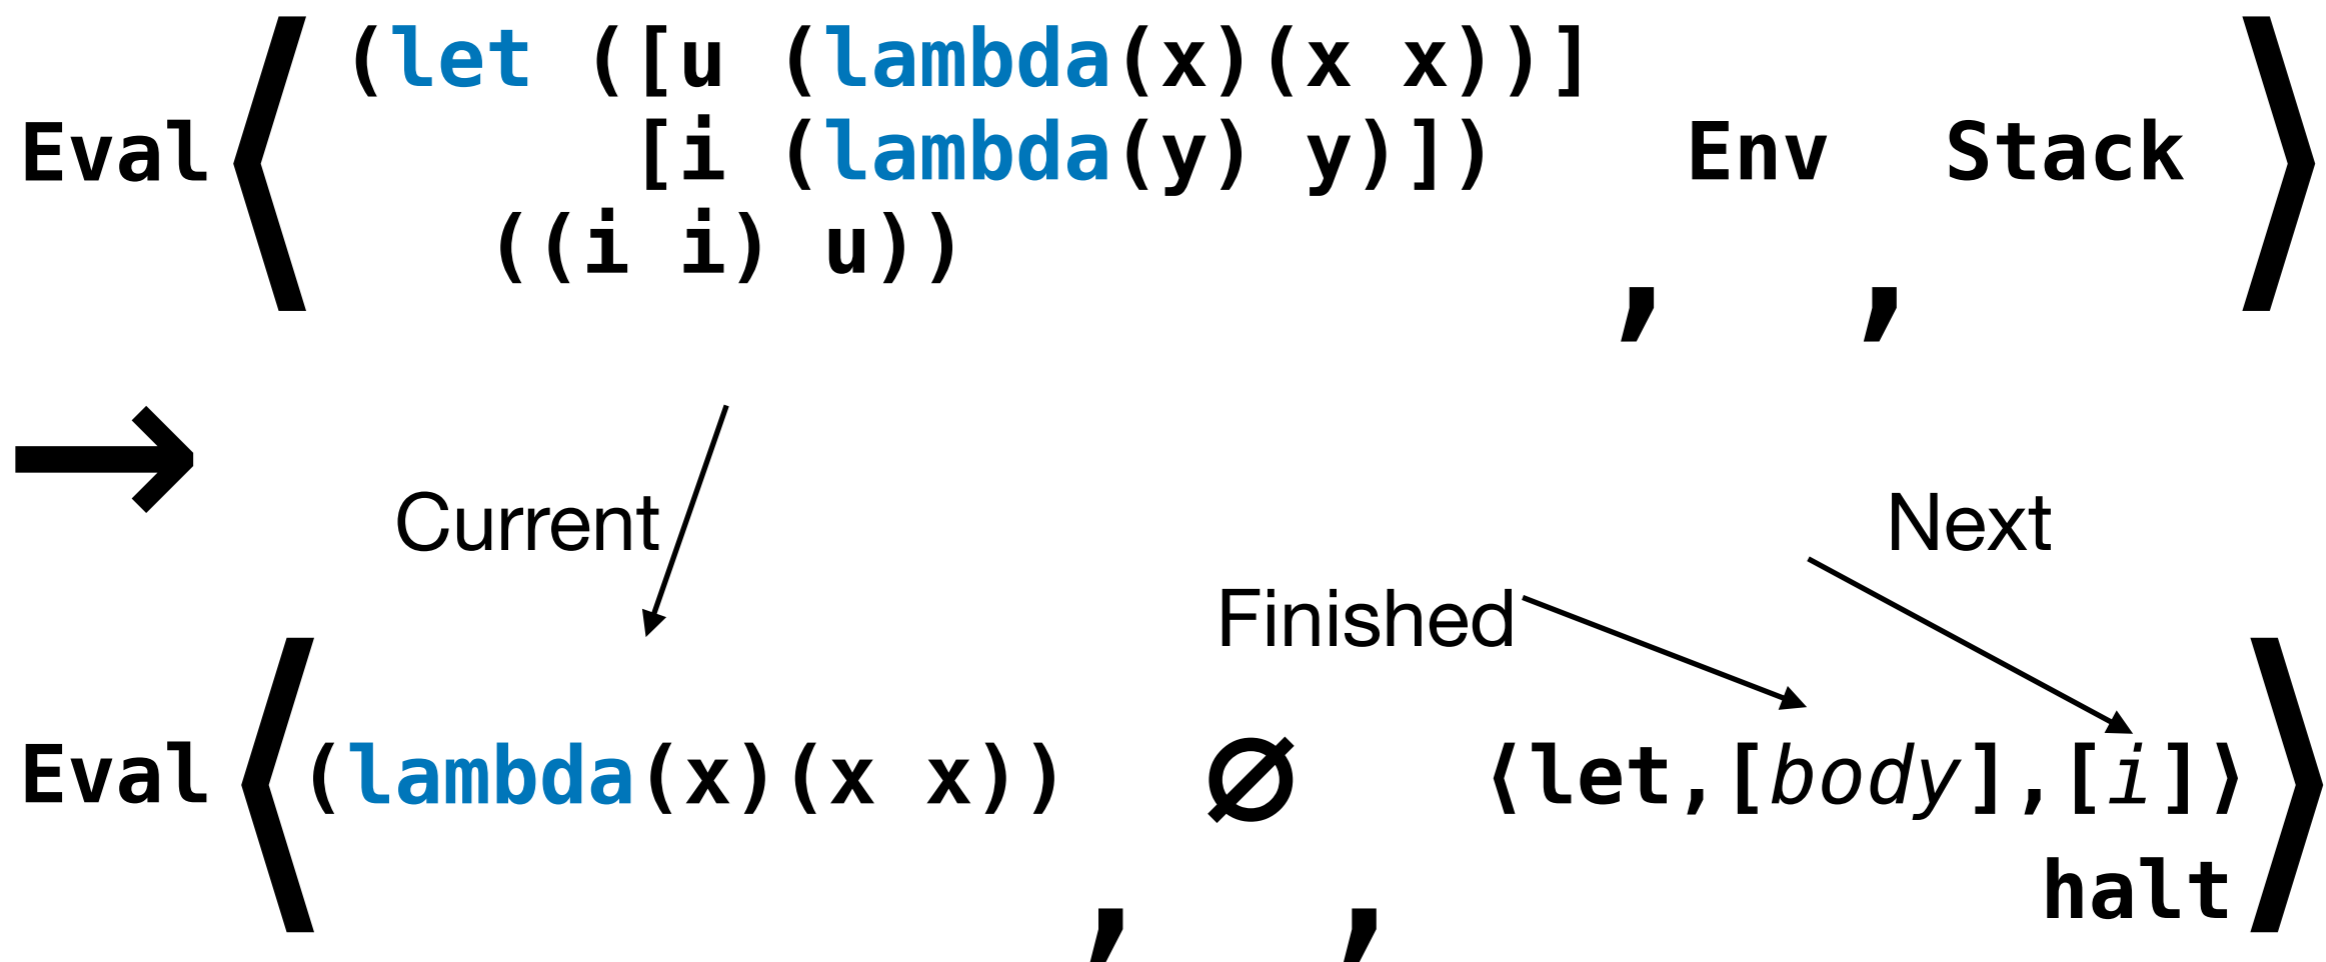 (let ([u (lambda(x)(x x))]
Eval⟨ [i (lambda(y) y)]) , Env , Stack ⟩
((i i) u))
→
Current Next
Finished
Eval⟨(lambda(x)(x x)) , ∅ , ⟨let,[body],[i]⟩⟩
halt